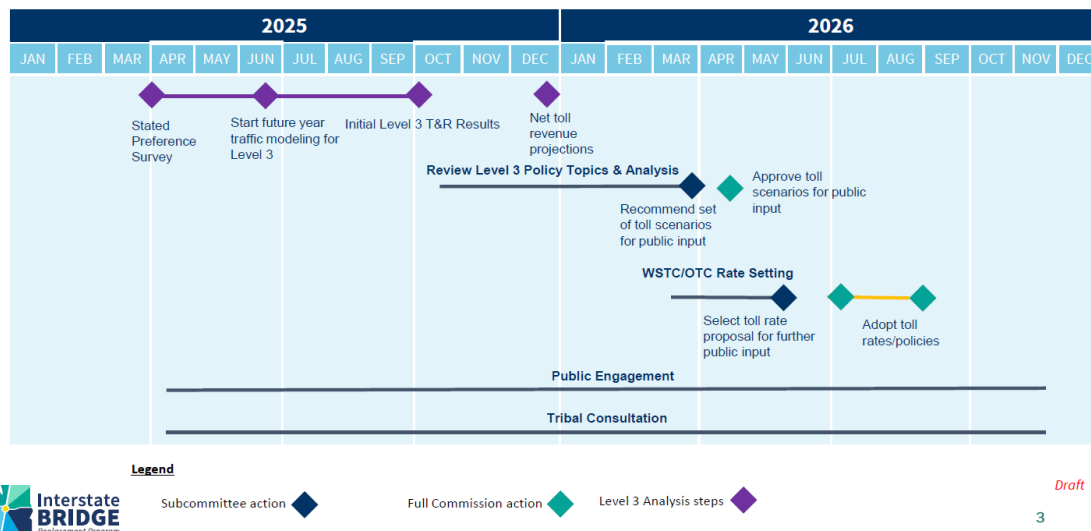 2025 2026
JAN FEB MAR APR MAY JUN JUL AUG SEP OCT NOV DEC JAN FEB MAR APR MAY JUN JUL AUG SEP OCT NOV DEC
Stated
Preference
Survey
Start future year
traffic modeling for
Level 3
Initial Level 3 T&R Results
Net toll
revenue
projections
Review Level 3 Policy Topics & Analysis
Recommend set
of toll scenarios
for public input
Approve toll
scenarios for public
input
WSTC/OTC Rate Setting
Select toll rate
proposal for further
public input
Adopt toll
rates/policies
Public Engagement
Tribal Consultation
Legend
Subcommittee action
Full Commission action
Level 3 Analysis steps
Draft
Interstate
BRIDGE
Replacement Program
3